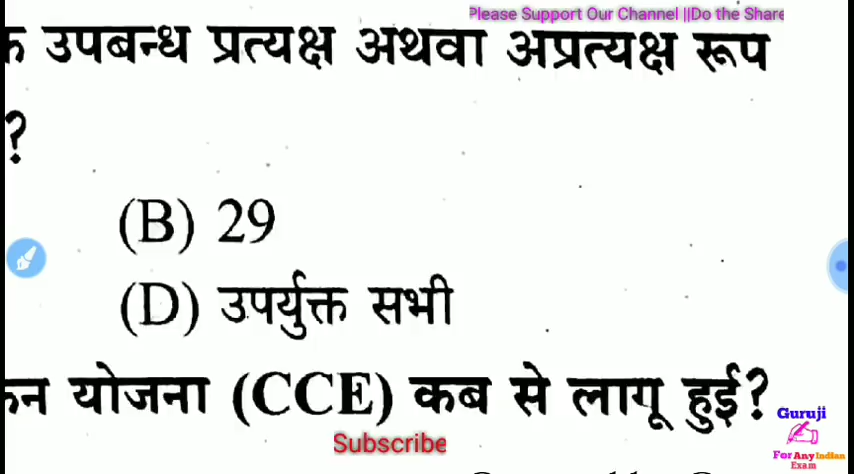 Please Support Our Channel ||Do the Share
उपबन्ध प्रत्यक्ष अथवा अप्रत्यक्ष रूप
?
(B) 29
(D) उपर्युक्त सभी
योजना (CCE) कब से लागू हुई?
Guruji
Subscribe
For Any Indian
Exam